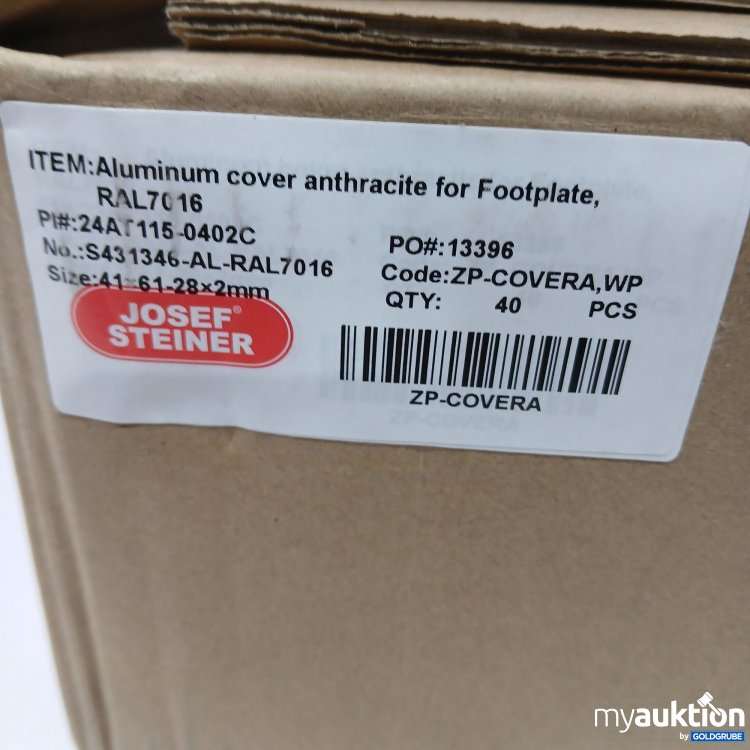 ITEM:Aluminum cover anthracite for Footplate,
RAL7016
PI#:24AT115-0402C
PO#:13396
No.:S431346-AL-RAL7016
Code:ZP-COVERA,WP
Size:41-61-28×2mm
QTY: 40 PCS
JOSEF®
STEINER
ZP-COVERA
myauktion
by GOLDGRUBE